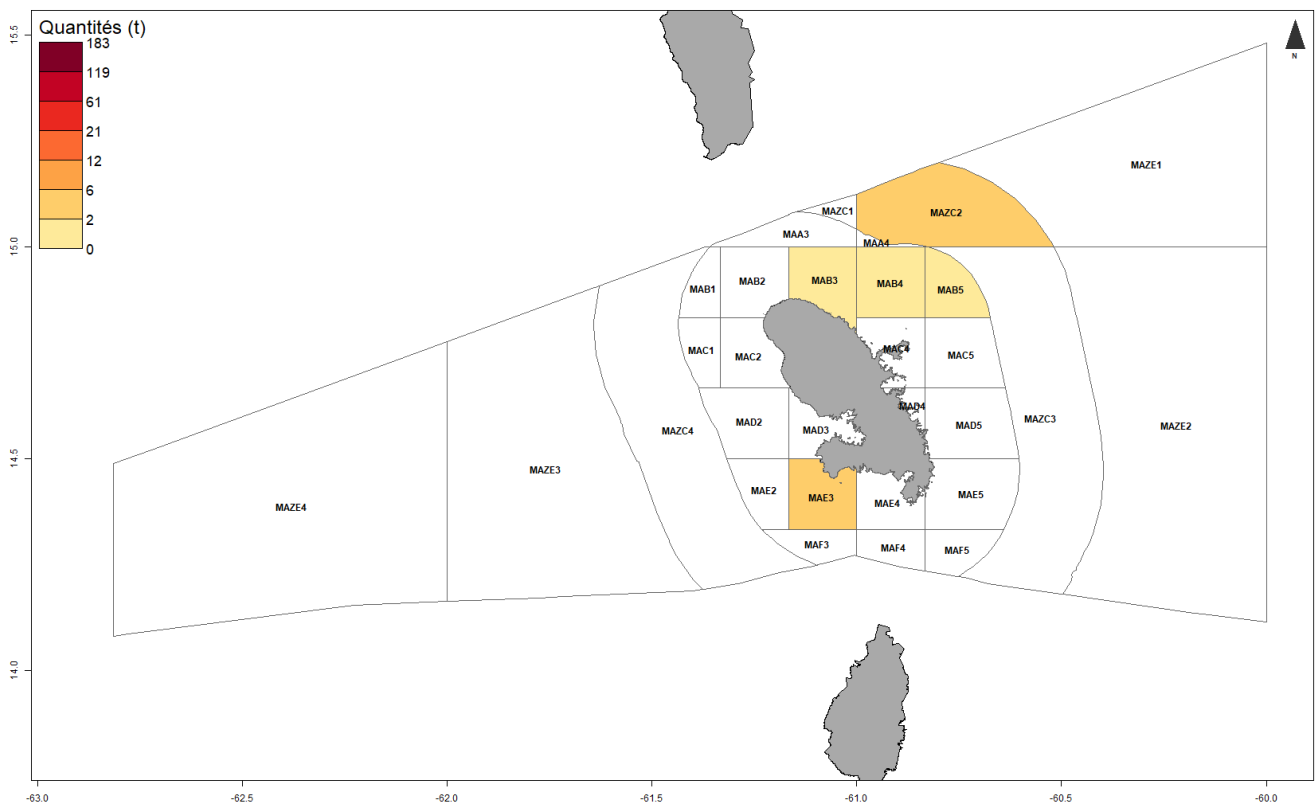 Quantités (t)
183
119
61
21
12
6
2
0
N
15.5
15.0
14.5
14.0
MAZE1
MAZC1
MAZC2
MAA3
MAA4
MAB1
MAB2
MAB3
MAB4
MAB5
MAC1
MAC2
MAC4
MAC5
MAZC4
MAD2
MAD3
MAD4
MAD5
MAZC3
MAZE2
MAZE3
MAZE4
MAE2
MAE3
MAE4
MAE5
MAF3
MAF4
MAF5
-63.0
-62.5
-62.0
-61.5
-61.0
-60.5
-60.0